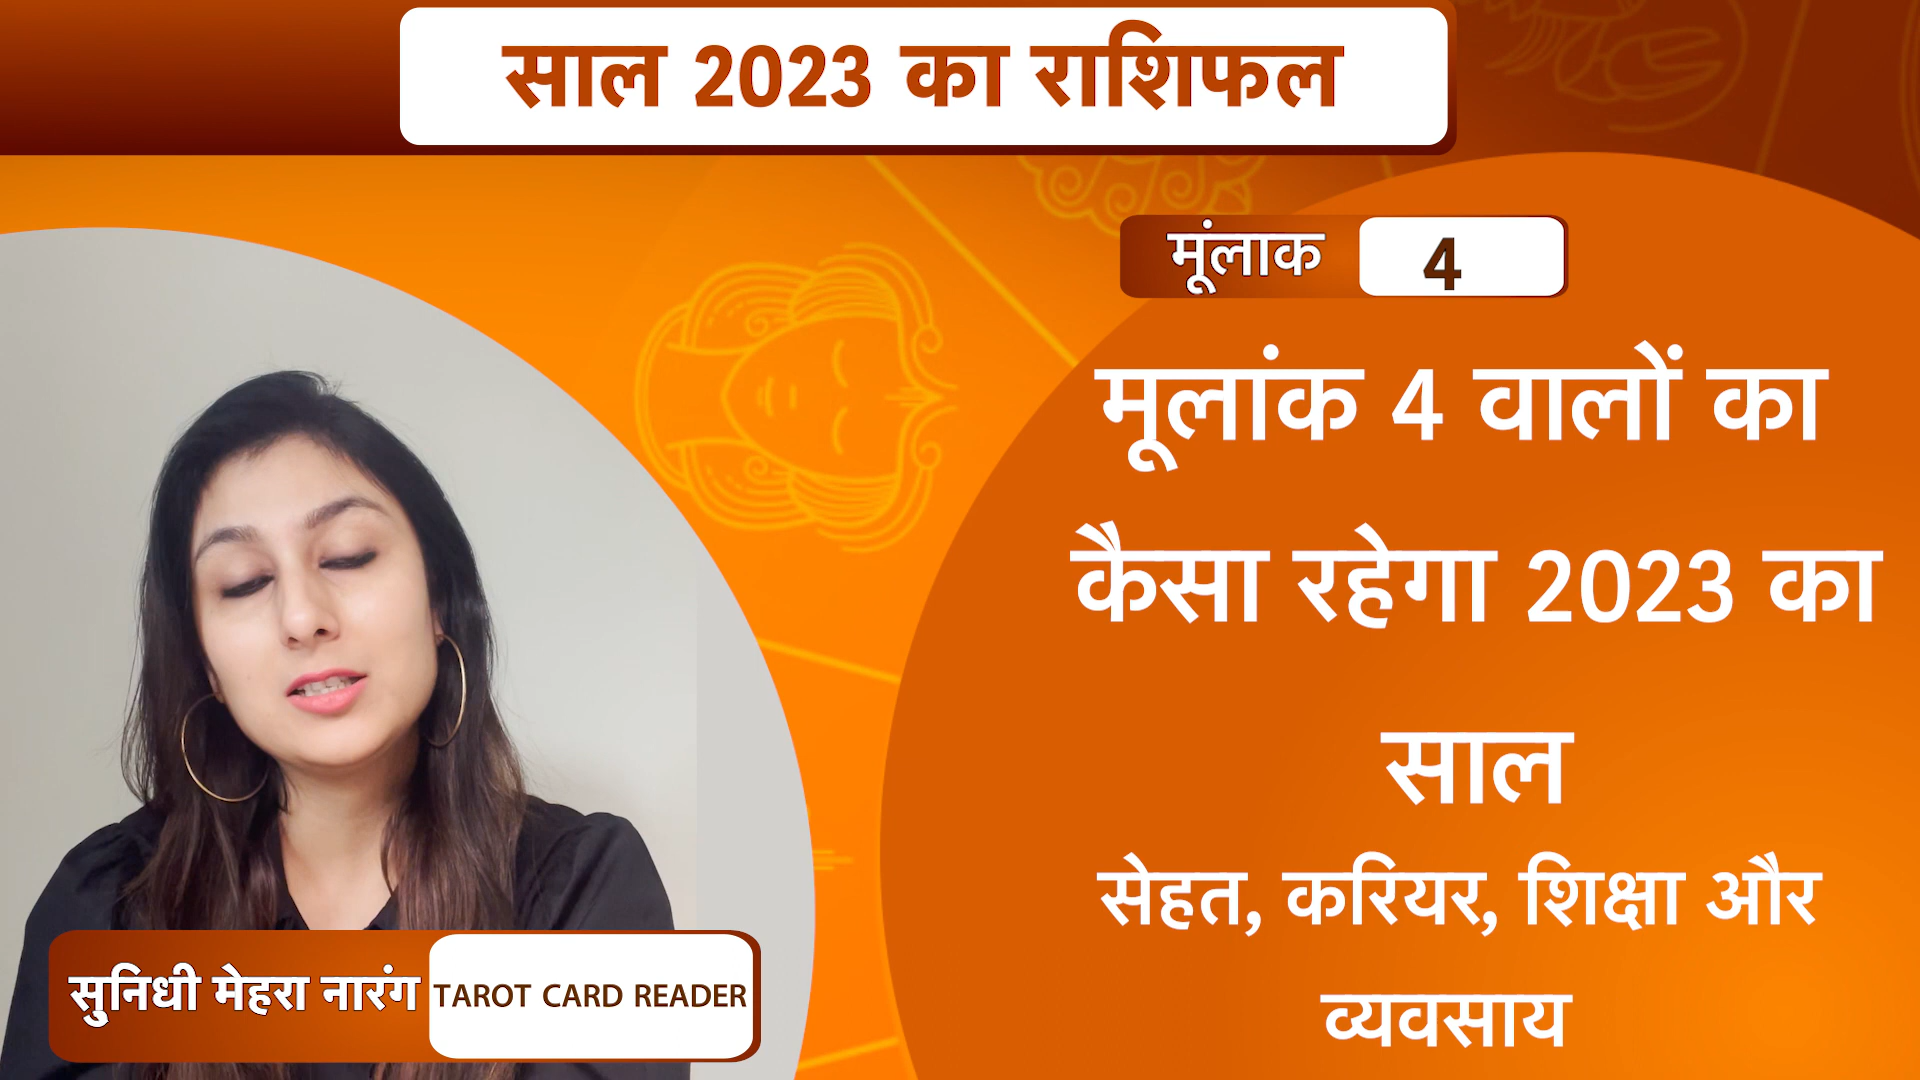 साल 2023 का राशिफल
मूंलाक 4
मूलांक 4 वालों का
कैसा रहेगा 2023 का
साल
सेहत, करियर, शिक्षा और
व्यवसाय
सुनिधी मेहरा नारंग TAROT CARD READER